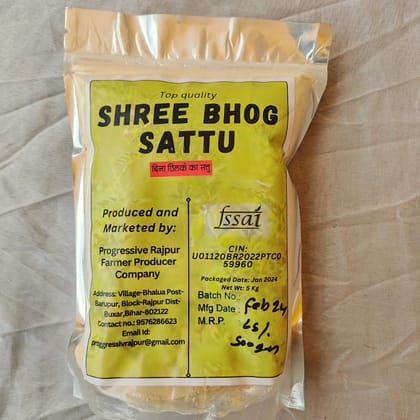 Top quality
SHREE BHOG
SATTU
बिना छिलके का सत्तु
Produced and
Marketed by:
Progressive Rajpur
Farmer Producer
Company
Address: Village-Bhalua Post-
Sarupur, Block-Rajpur Dist-
Buxar,Bihar-802122
Contact no.: 9576286623
Email Id:
proggressivrajpur@gmail.com
fssai
CIN:
U01120BR2022PTC0
59960
Packaged Date: Jan 2024
Net Wt: 5 Kg
Batch No.:
Mfg Date : Feb 24
M.R.P.
500gm